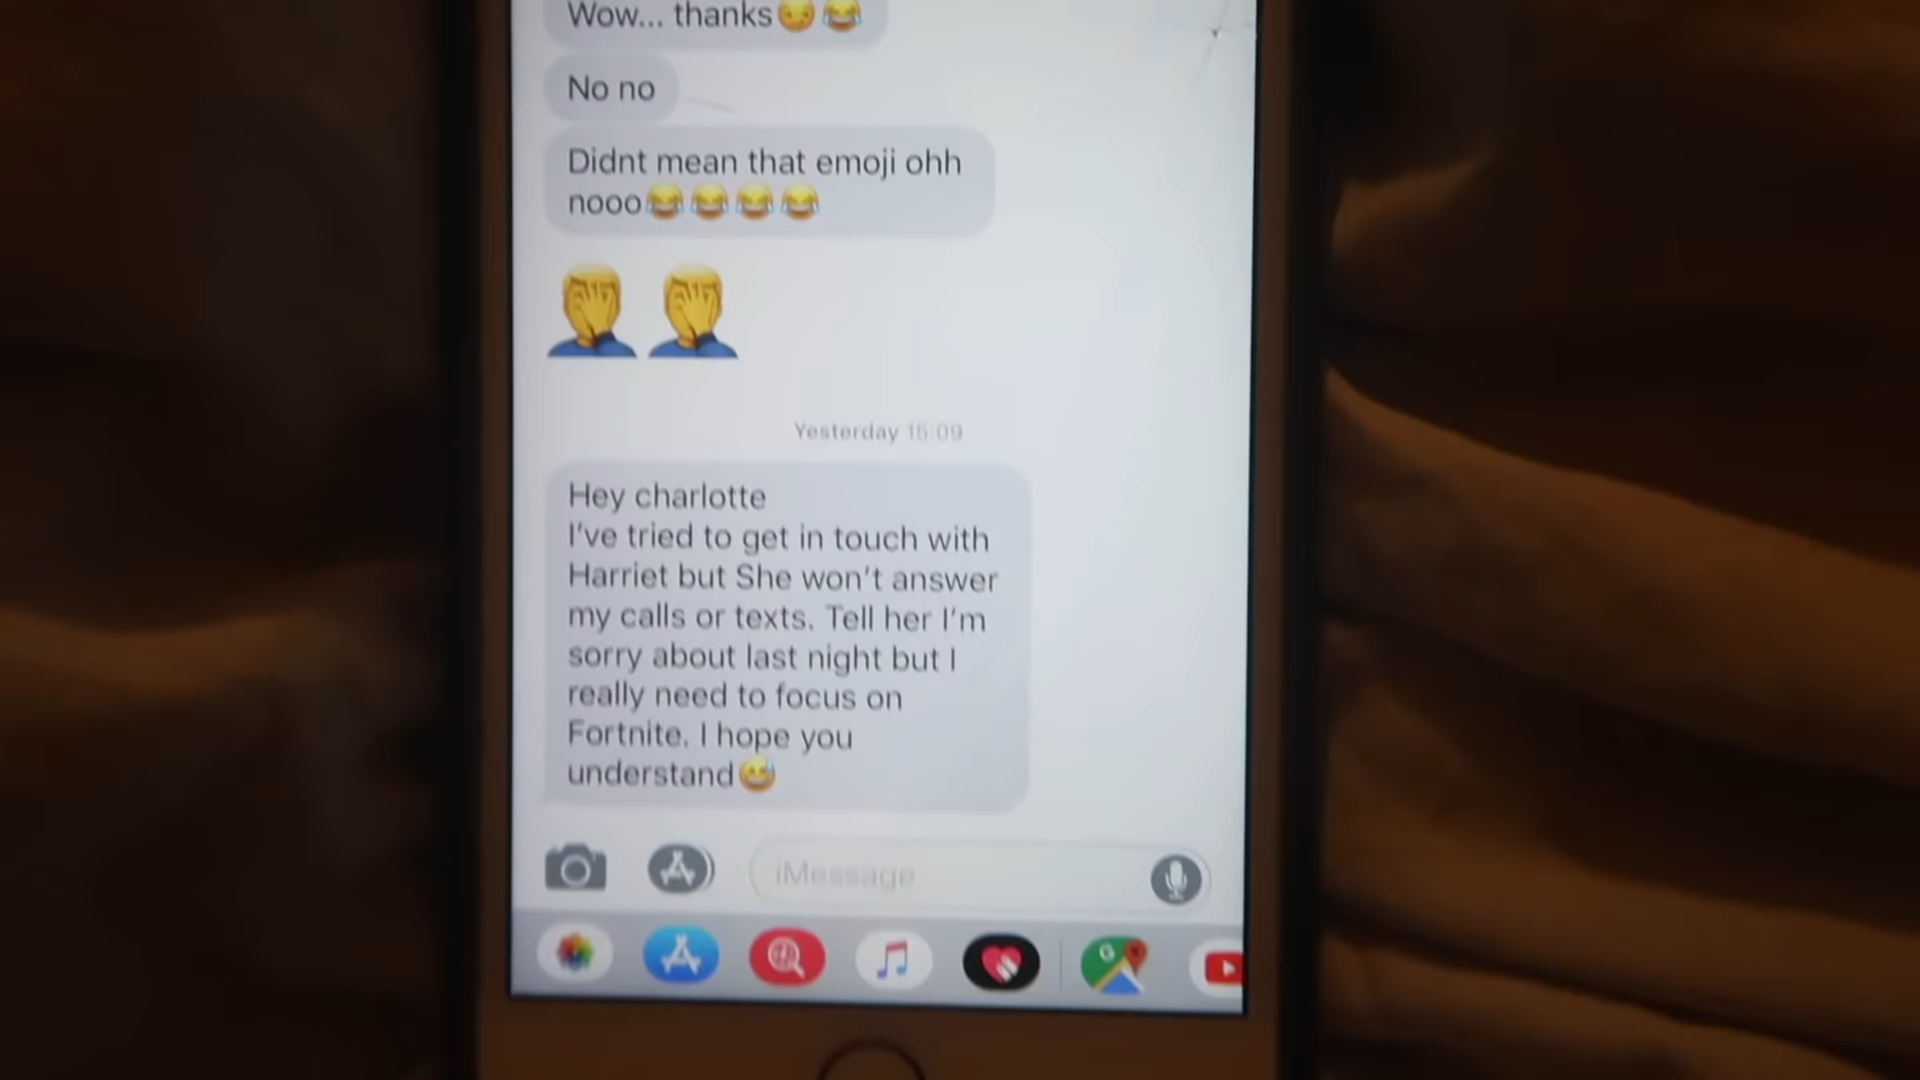 Wow... thanks😏😂
No no
Didnt mean that emoji ohh
nooo😂😂😂😂
🤦‍♂️🤦‍♂️
Yesterday 15:09
Hey charlotte
I've tried to get in touch with
Harriet but She won't answer
my calls or texts. Tell her I'm
sorry about last night but I
really need to focus on
Fortnite. I hope you
understand😅
iMessage